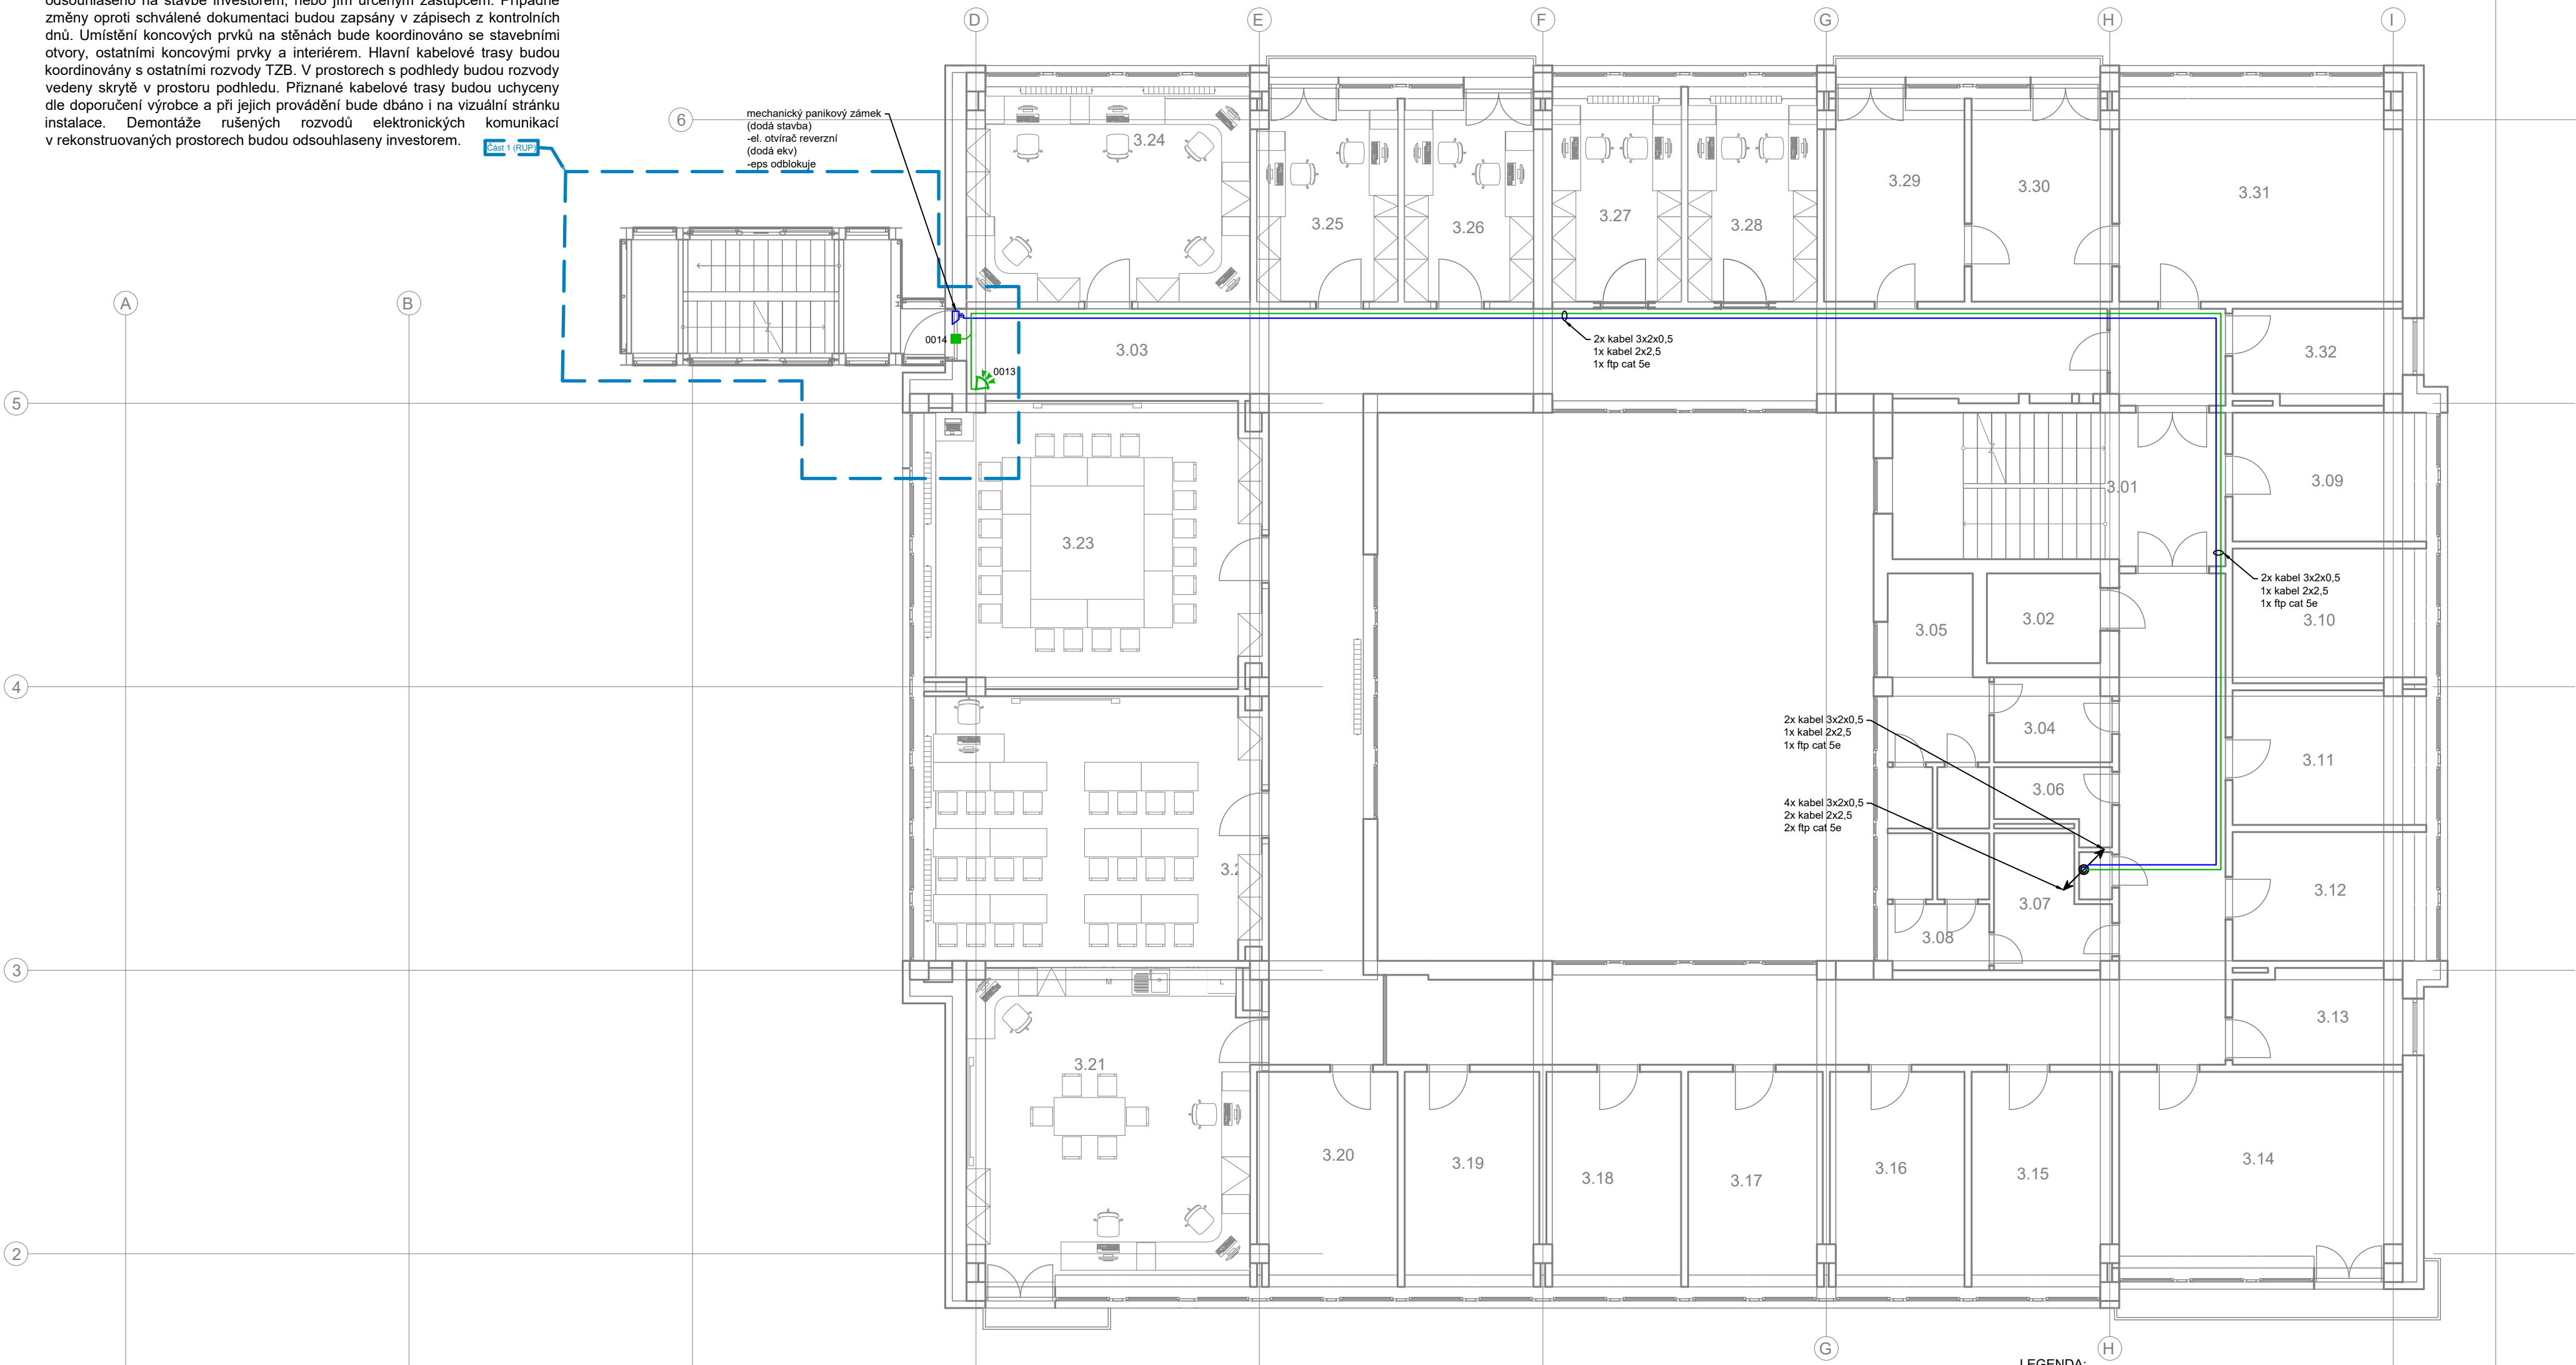 odsouhlaseno na stavbě investorem, nebo jím určeným zástupcem. Případné
změny oproti schválené dokumentaci budou zapsány v zápisech z kontrolních
dnů. Umístění koncových prvků na stěnách bude koordinováno se stavebními
otvory, ostatními koncovými prvky a interiérem. Hlavní kabelové trasy budou
koordinovány s ostatními rozvody TZB. V prostorech s podhledy budou rozvody
vedeny skrytě v prostoru podhledu. Přiznané kabelové trasy budou uchyceny
dle doporučení výrobce a při jejich provádění bude dbáno i na vizuální stránku
instalace. Demontáže rušených rozvodů elektronických komunikací
v rekonstruovaných prostorech budou odsouhlaseny investorem.
Část 1 (RUP)
D
E
F
G
H
I
6
mechanický panikový zámek
(dodá stavba)
-el. otvírač reverzní
(dodá ekv)
-eps odblokuje
3.24
3.25
3.26
3.27
3.28
3.29
3.30
3.31
A
B
0014
0013
3.03
2x kabel 3x2x0,5
1x kabel 2x2,5
1x ftp cat 5e
3.32
5
3.23
3.01
3.09
2x kabel 3x2x0,5
1x kabel 2x2,5
1x ftp cat 5e
3.10
3.05
3.02
4
2x kabel 3x2x0,5
1x kabel 2x2,5
1x ftp cat 5e
3.04
3.11
3.06
4x kabel 3x2x0,5
2x kabel 2x2,5
2x ftp cat 5e
3.12
3.07
3.08
3
M
L
3.13
3.21
3.20
3.19
3.18
3.17
3.16
3.15
3.14
2
G
H
LEGENDA: